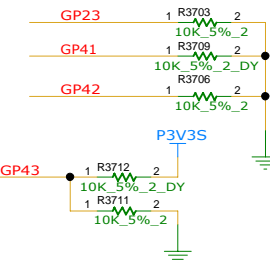 GP23 1 R3703 2
10K_5%_2
GP41 1 R3709 2
10K_5%_2_DY
GP42 1 R3706 2
10K_5%_2
P3V3S
GP43 1 R3712 2
10K_5%_2_DY
1 R3711 2
10K_5%_2